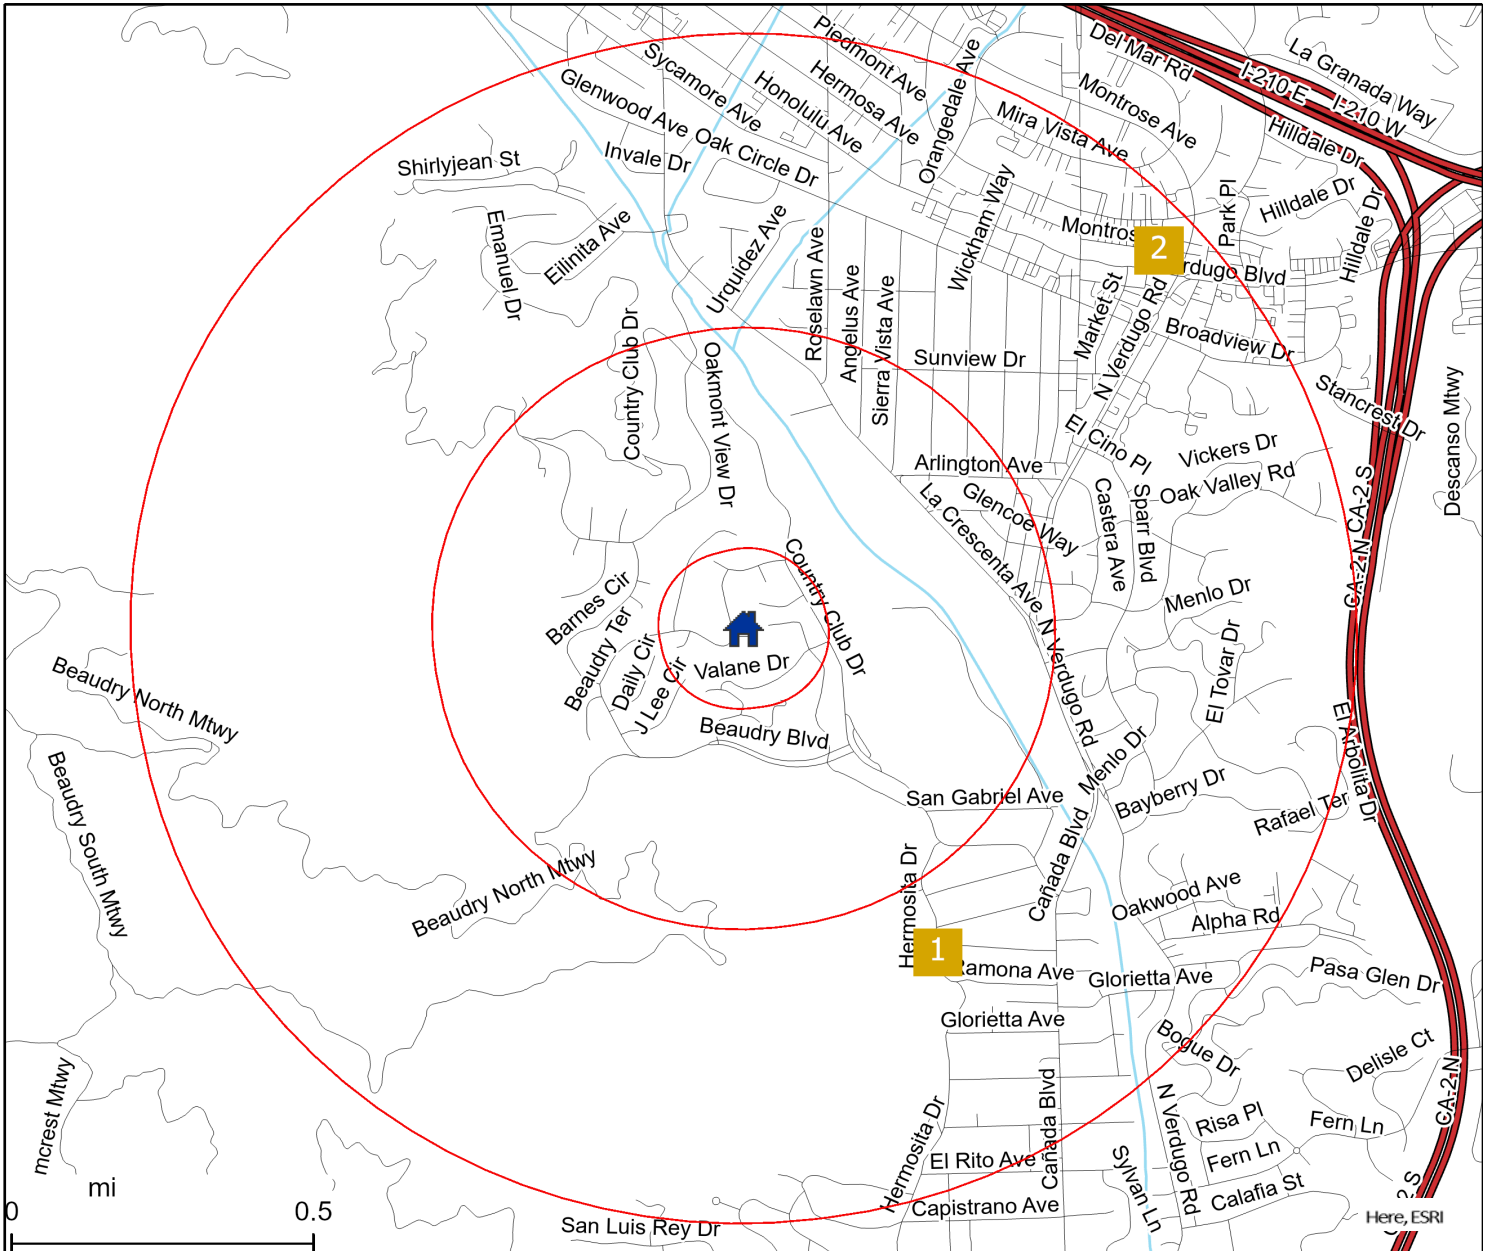 Piedmont Ave
Del Mar Rd
La Granada Way
Sycamore Ave
Hermosa Ave
Orangedale Ave
I-210 E
I-210 W
Glenwood Ave
Honolulu Ave
Montrose Ave
Mira Vista Ave
Hilldale Dr
Shirlyjean St
Invale Dr
Oak Circle Dr
Wickham Way
Park Pl
Hilldale Dr
Hilldale Dr
Emanuel Dr
Eilinita Ave
Urquidez Ave
Roselawn Ave
Angelus Ave
Sierra Vista Ave
Montros
2
rdugo Blvd
Market St
N Verdugo Rd
Broadview Dr
Country Club Dr
Oakmont View Dr
Sunview Dr
Stancrest Dr
Descanso Mtwy
El Cino Pl
Vickers Dr
Arlington Ave
Oak Valley Rd
La Crescenta Ave
Glencoe Way
Castera Ave
Sparr Blvd
CA-2 S
CA-2 N
Country Club Dr
Barnes Cir
Beaudry Ter
Daily Cir
J Lee Cir
Valane Dr
Menlo Dr
N Verdugo Rd
El Tovar Dr
Beaudry North Mtwy
Beaudry Blvd
El Arbolita Dr
Menlo Dr
Beaudry South Mtwy
San Gabriel Ave
Bayberry Dr
Rafael Ter
Hermosita Dr
Cañada Blvd
Beaudry North Mtwy
Oakwood Ave
Alpha Rd
1
Ramona Ave
Glorietta Ave
Pasa Glen Dr
Glorietta Ave
Bogue Dr
Delisle Ct
mcrest Mtwy
Hermosita Dr
Cañada Blvd
N Verdugo Rd
Risa Pl
Fern Ln
CA-2 N
El Rito Ave
Sylvan Ln
Fern Ln
mi
Capistrano Ave
Calafia St
2 S
0
0.5
San Luis Rey Dr
Here, ESRI